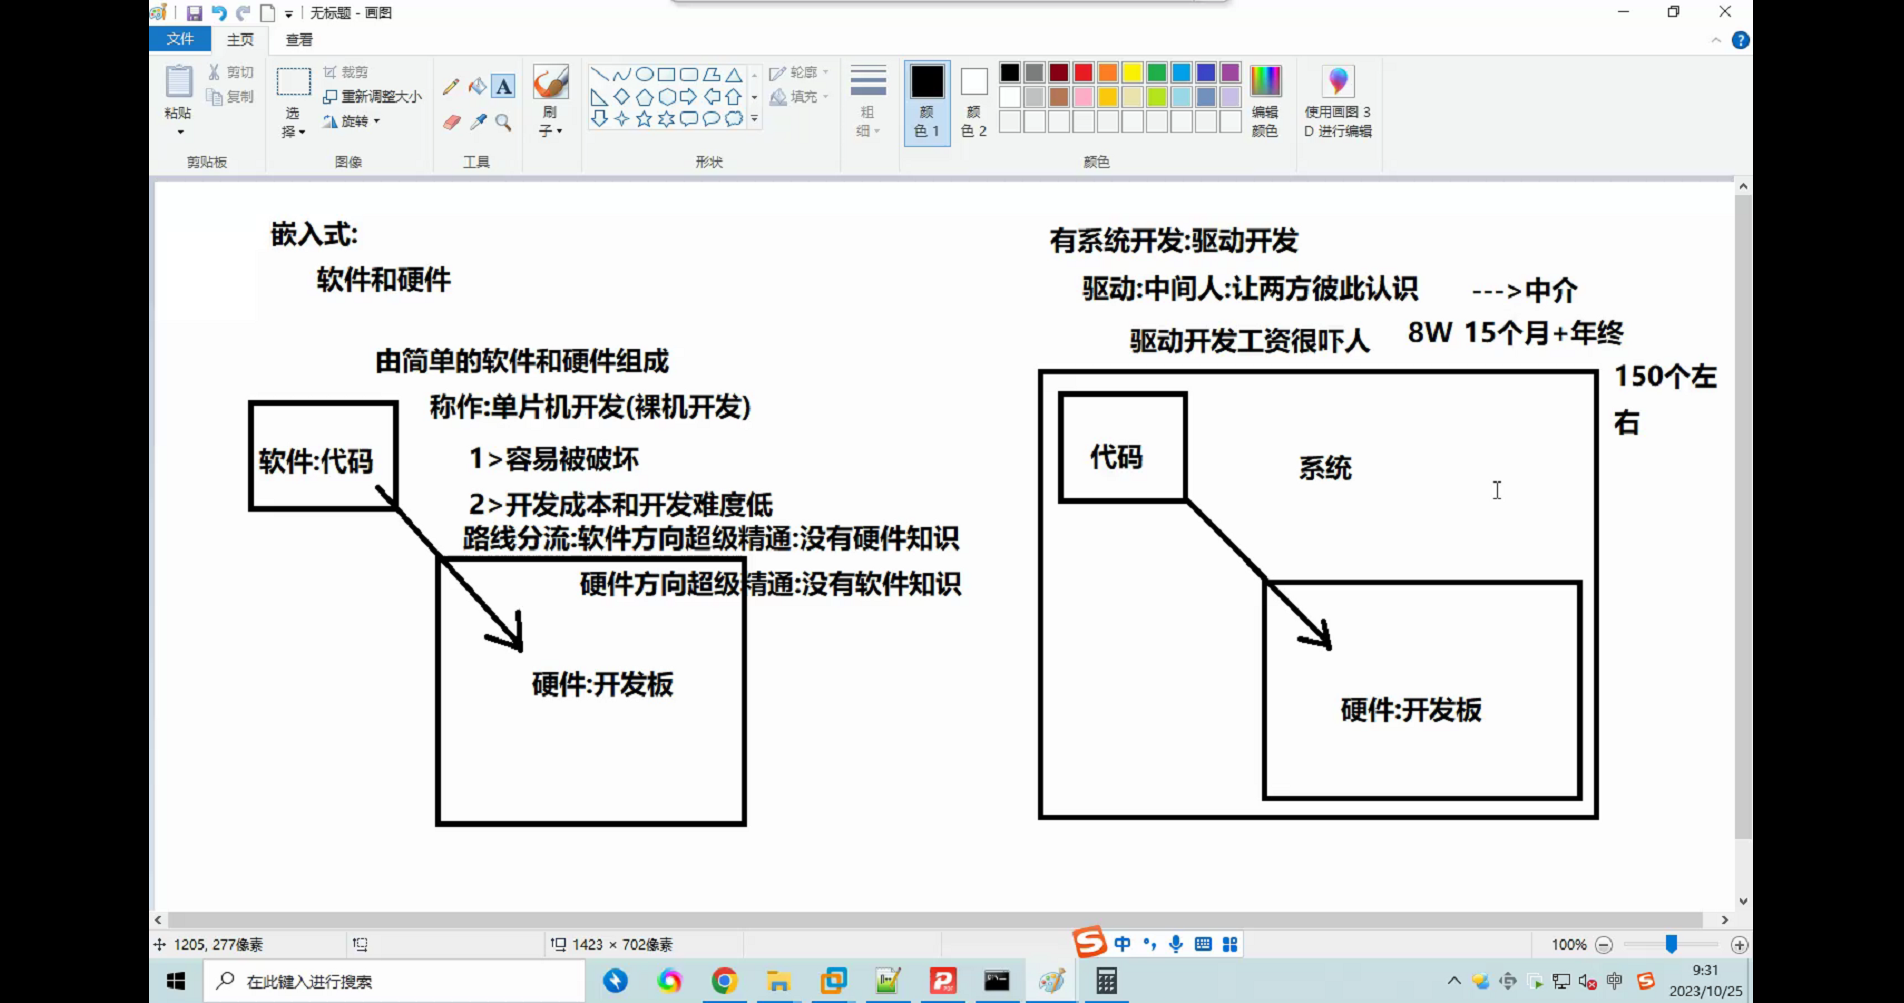 无标题 - 画图
文件
主页
查看
粘贴
剪切
复制
剪贴板
选择
裁剪
重新调整大小
旋转
图像
A
工具
刷子
轮廓
填充
形状
粗细
颜色 1
颜色 2
编辑颜色
颜色
使用画图 3D 进行编辑
嵌入式:
软件和硬件
由简单的软件和硬件组成
称作:单片机开发(裸机开发)
软件:代码
1>容易被破坏
2>开发成本和开发难度低
路线分流:软件方向超级精通:没有硬件知识
硬件方向超级精通:没有软件知识
硬件:开发板
有系统开发:驱动开发
驱动:中间人:让两方彼此认识 --->中介
驱动开发工资很吓人 8W 15个月+年终
150个左
右
代码
系统
硬件:开发板
1205, 277像素
1423 × 702像素
中
100%
在此键入进行搜索
中
9:31
2023/10/25